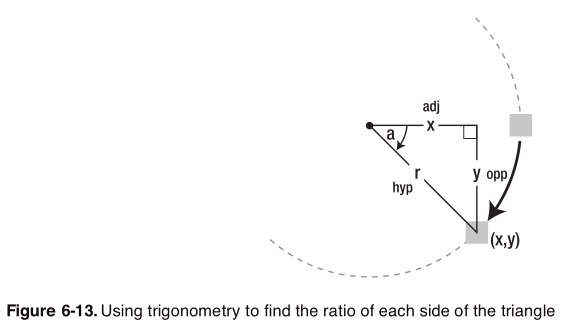 adj
x
a
r
hyp
y opp
(x,y)
Figure 6-13. Using trigonometry to find the ratio of each side of the triangle